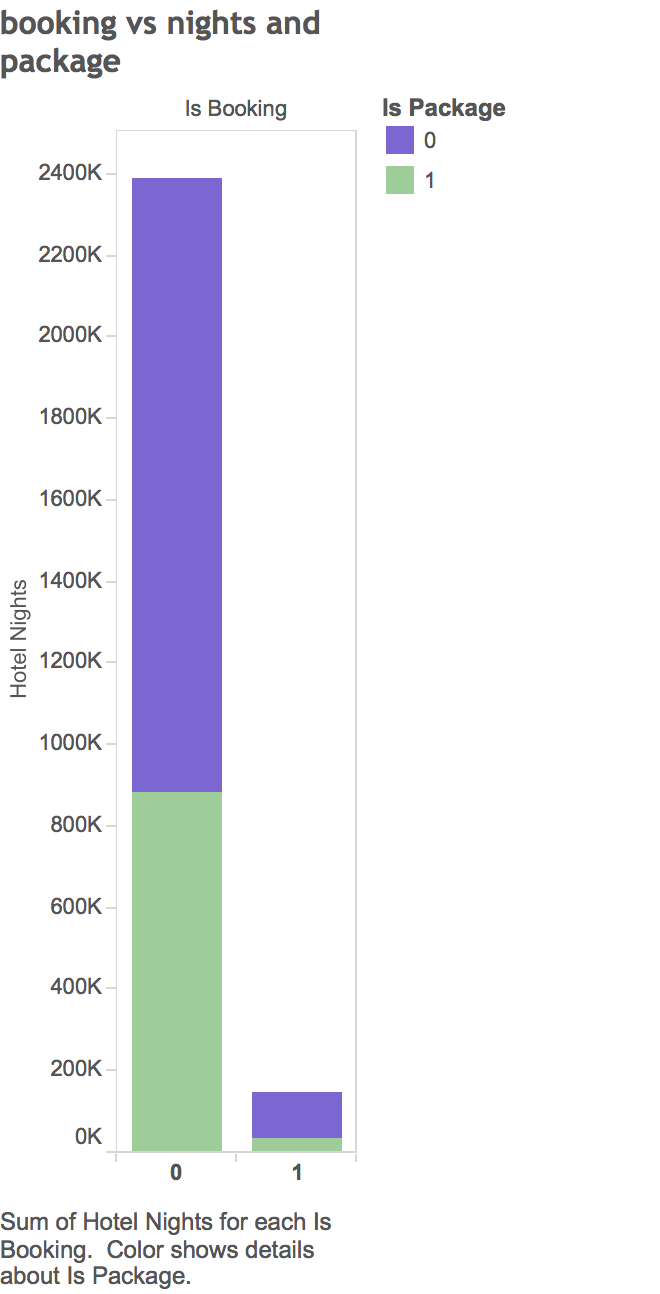 booking vs nights and
package
Is Booking
Is Package
0
1
2400K
2200K
2000K
1800K
1600K
1400K
1200K
1000K
800K
600K
400K
200K
0K
Hotel Nights
0
1
Sum of Hotel Nights for each Is
Booking.  Color shows details
about Is Package.